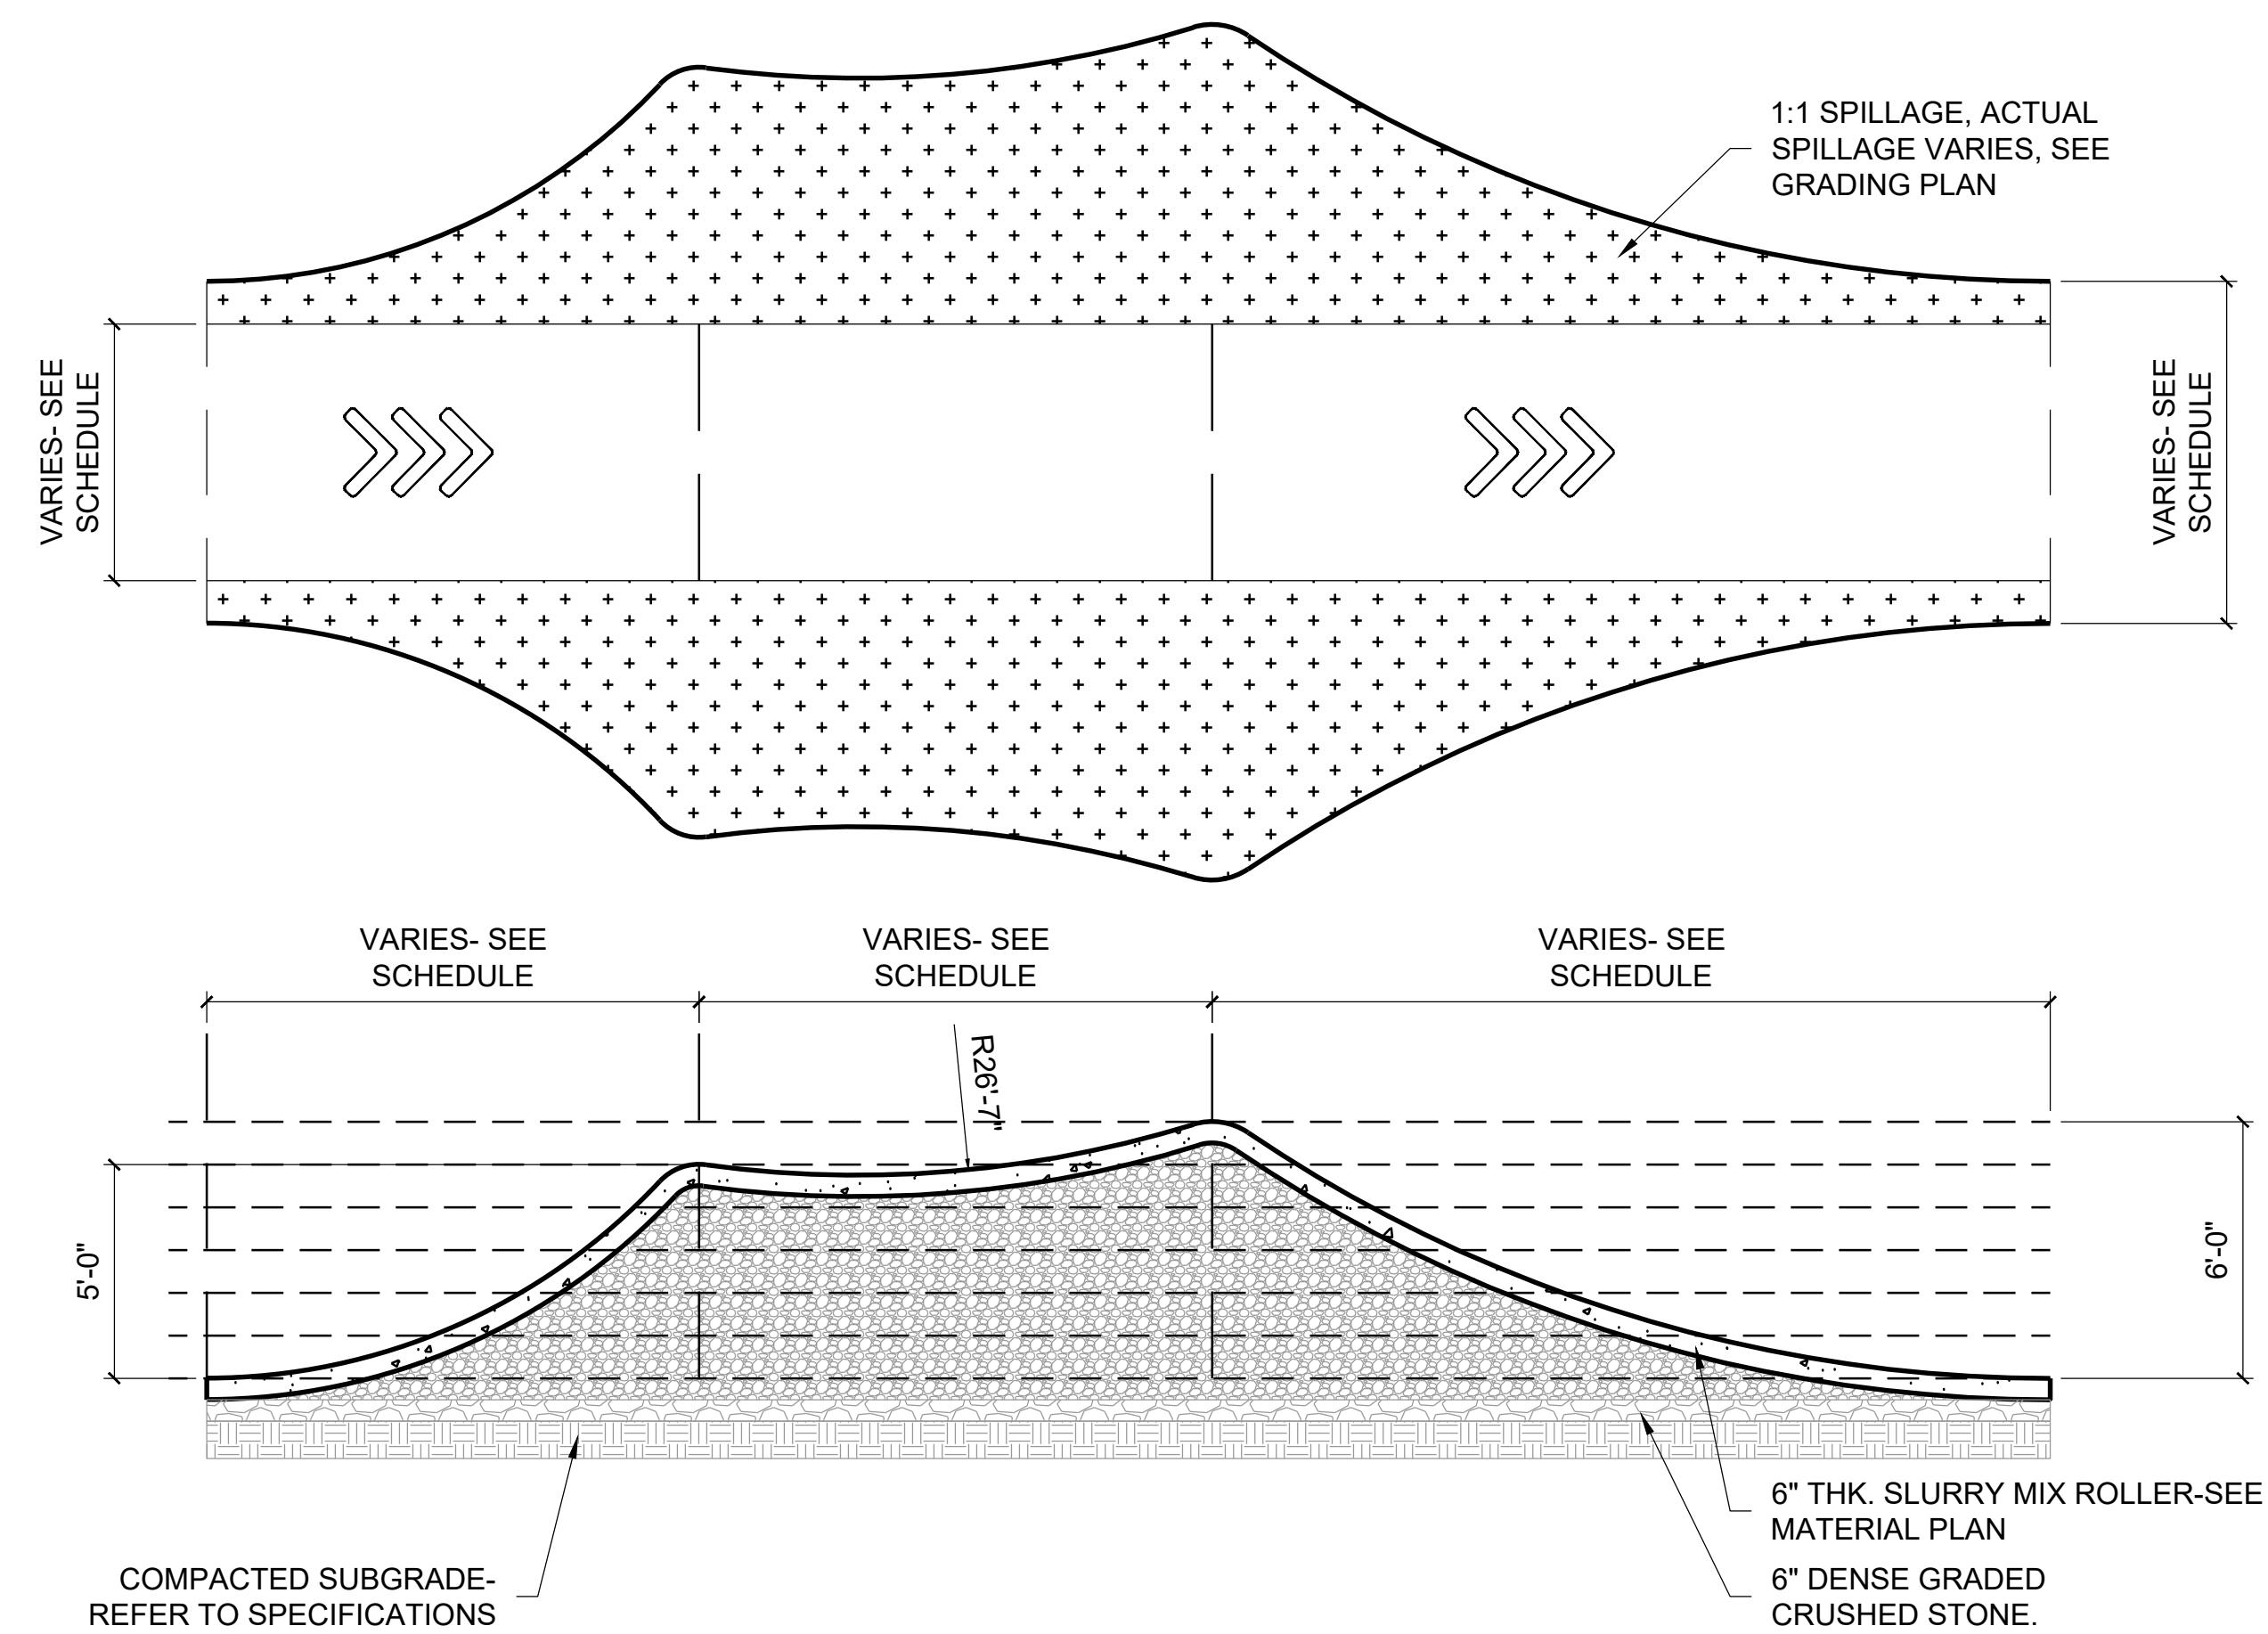 1:1 SPILLAGE, ACTUAL
SPILLAGE VARIES, SEE
GRADING PLAN
VARIES- SEE
SCHEDULE
VARIES- SEE
SCHEDULE
VARIES- SEE
SCHEDULE
VARIES- SEE
SCHEDULE
VARIES- SEE
SCHEDULE
R26'-7"
5'-0"
6'-0"
6" THK. SLURRY MIX ROLLER-SEE
MATERIAL PLAN
COMPACTED SUBGRADE-
REFER TO SPECIFICATIONS
6" DENSE GRADED
CRUSHED STONE.